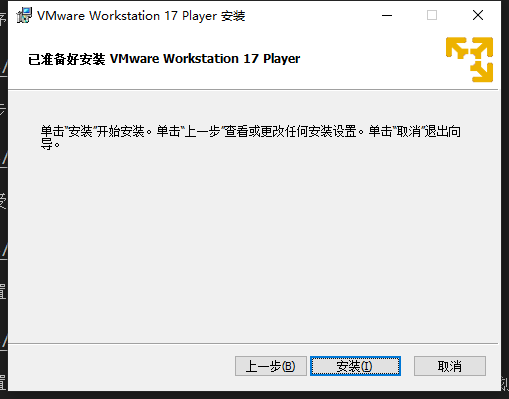 VMware Workstation 17 Player 安装
已准备好安装 VMware Workstation 17 Player
单击“安装”开始安装。单击“上一步”查看或更改任何安装设置。单击“取消”退出向
导。
上一步(B)
安装(I)
取消